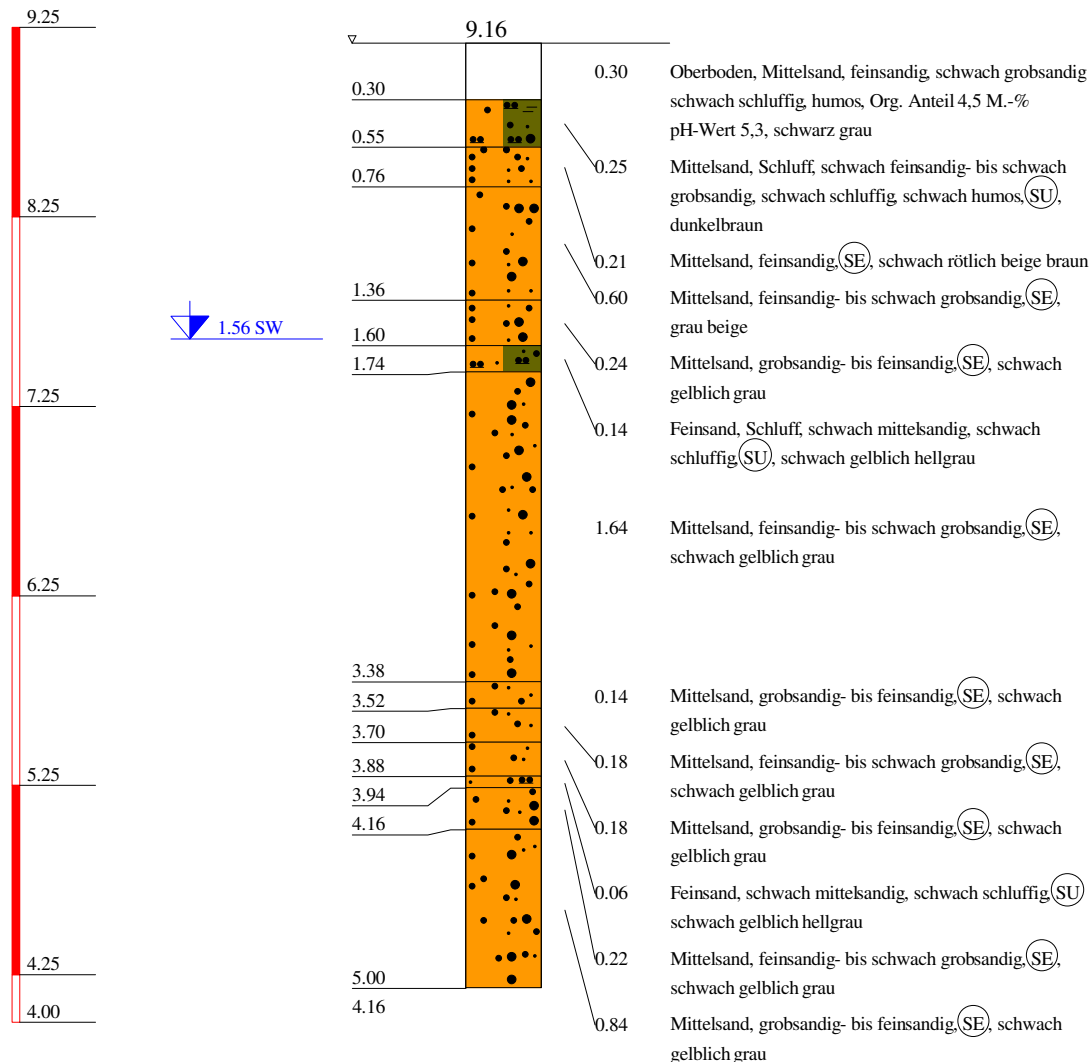 9.25
8.25
7.25
6.25
5.25
4.25
4.00
1.56 SW
9.16
0.30
0.55
0.76
1.36
1.60
1.74
3.38
3.52
3.70
3.88
3.94
4.16
5.00
4.16
0.30 Oberboden, Mittelsand, feinsandig, schwach grobsandig
schwach schluffig, humos, Org. Anteil 4,5 M.-%
pH-Wert 5,3, schwarz grau
0.25 Mittelsand, Schluff, schwach feinsandig- bis schwach
grobsandig, schwach schluffig, schwach humos, SU,
dunkelbraun
0.21 Mittelsand, feinsandig, SE, schwach rötlich beige braun
0.60 Mittelsand, feinsandig- bis schwach grobsandig, SE,
grau beige
0.24 Mittelsand, grobsandig- bis feinsandig, SE, schwach
gelblich grau
0.14 Feinsand, Schluff, schwach mittelsandig, schwach
schluffig, SU, schwach gelblich hellgrau
1.64 Mittelsand, feinsandig- bis schwach grobsandig, SE,
schwach gelblich grau
0.14 Mittelsand, grobsandig- bis feinsandig, SE, schwach
gelblich grau
0.18 Mittelsand, feinsandig- bis schwach grobsandig, SE,
schwach gelblich grau
0.18 Mittelsand, grobsandig- bis feinsandig, SE, schwach
gelblich grau
0.06 Feinsand, schwach mittelsandig, schwach schluffig, SU
schwach gelblich hellgrau
0.22 Mittelsand, feinsandig- bis schwach grobsandig, SE,
schwach gelblich grau
0.84 Mittelsand, grobsandig- bis feinsandig, SE, schwach
gelblich grau